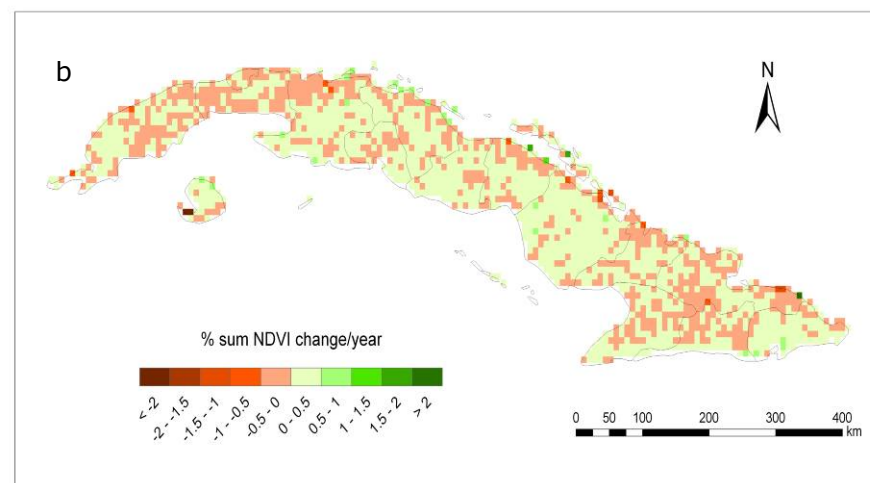 b
N
% sum NDVI change/year
< -2
-2 - -1.5
-1.5 - -1
-1 - -0.5
-0.5 - 0
0 - 0.5
0.5 - 1
1 - 1.5
1.5 - 2
> 2
0 50 100 200 300 400
km